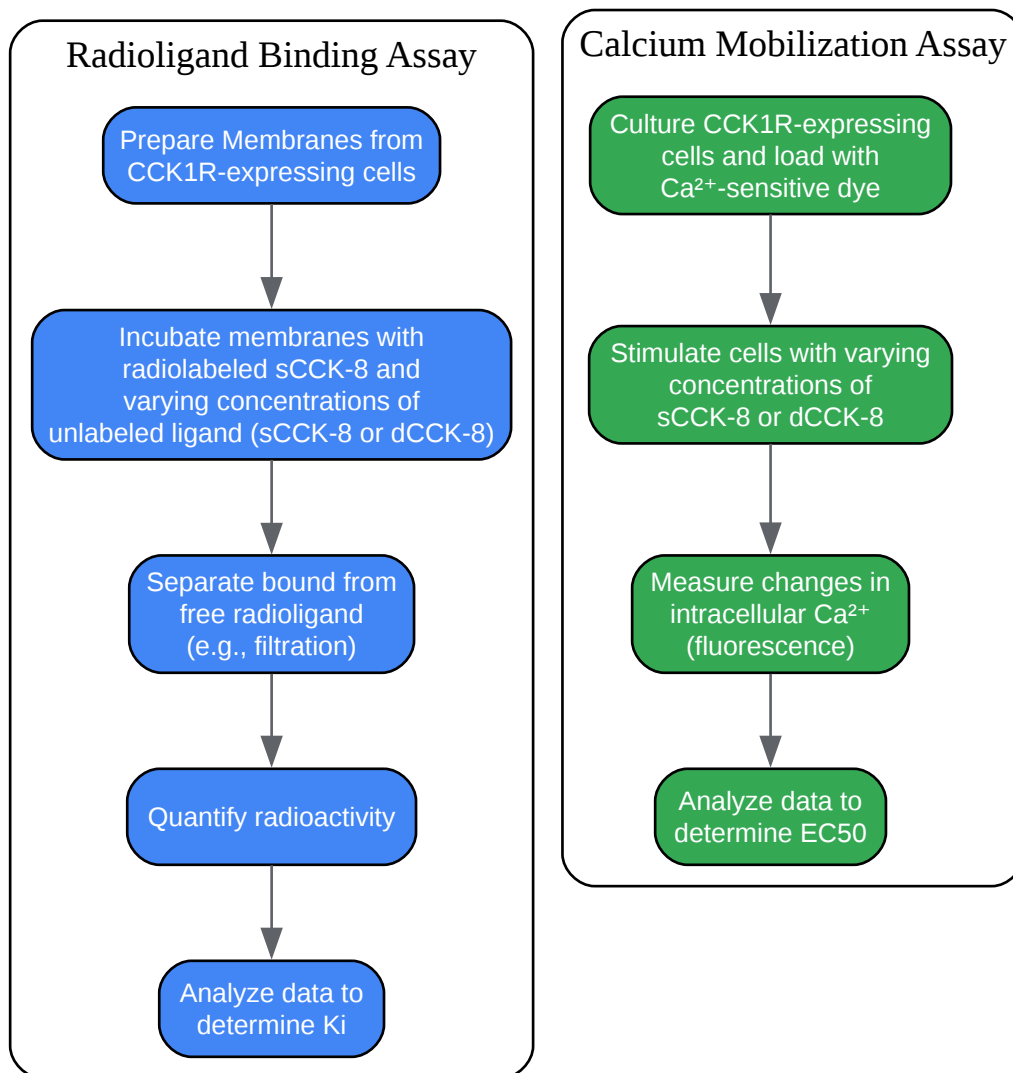 Radioligand Binding Assay
Prepare Membranes from
CCK1R-expressing cells
Incubate membranes with
radiolabeled sCCK-8 and
varying concentrations of
unlabeled ligand (sCCK-8 or dCCK-8)
Separate bound from
free radioligand
(e.g., filtration)
Quantify radioactivity
Analyze data to
determine Ki
Calcium Mobilization Assay
Culture CCK1R-expressing
cells and load with
Ca²⁺-sensitive dye
Stimulate cells with varying
concentrations of
sCCK-8 or dCCK-8
Measure changes in
intracellular Ca²⁺
(fluorescence)
Analyze data to
determine EC50